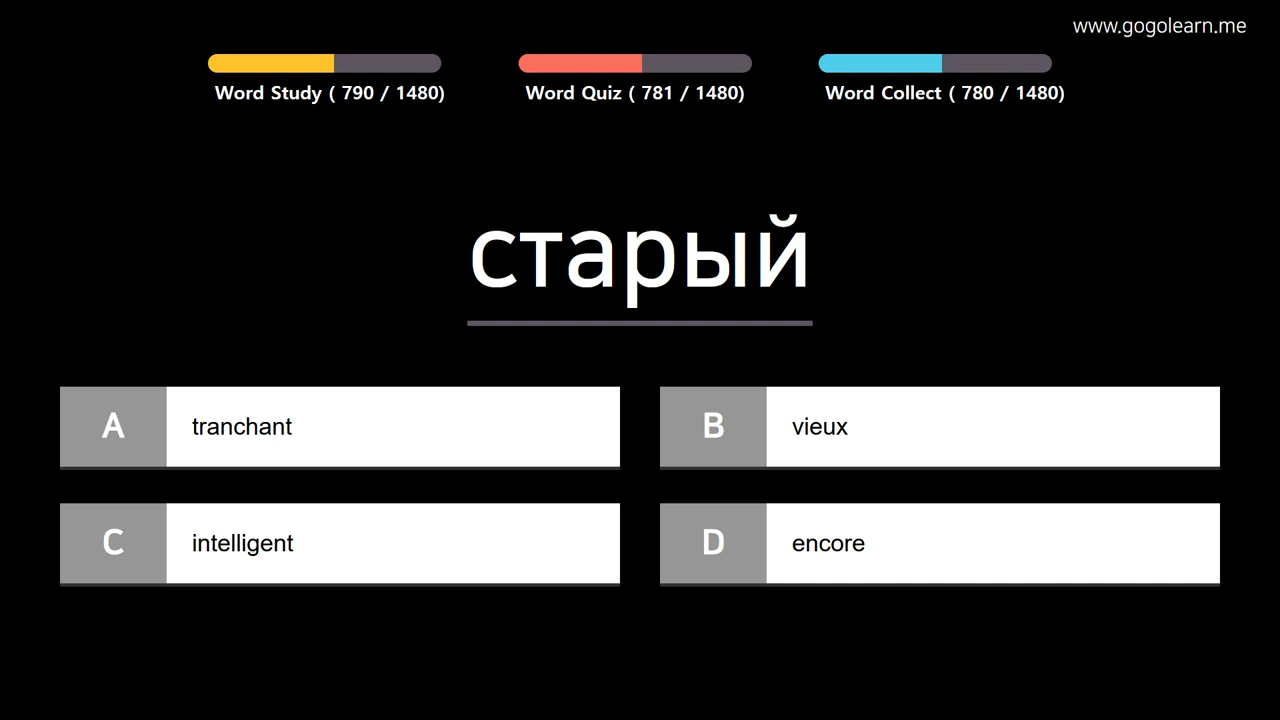 www.gogolearn.me
Word Study ( 790 / 1480)
Word Quiz ( 781 / 1480)
Word Collect ( 780 / 1480)
старый
A tranchant
B vieux
C intelligent
D encore